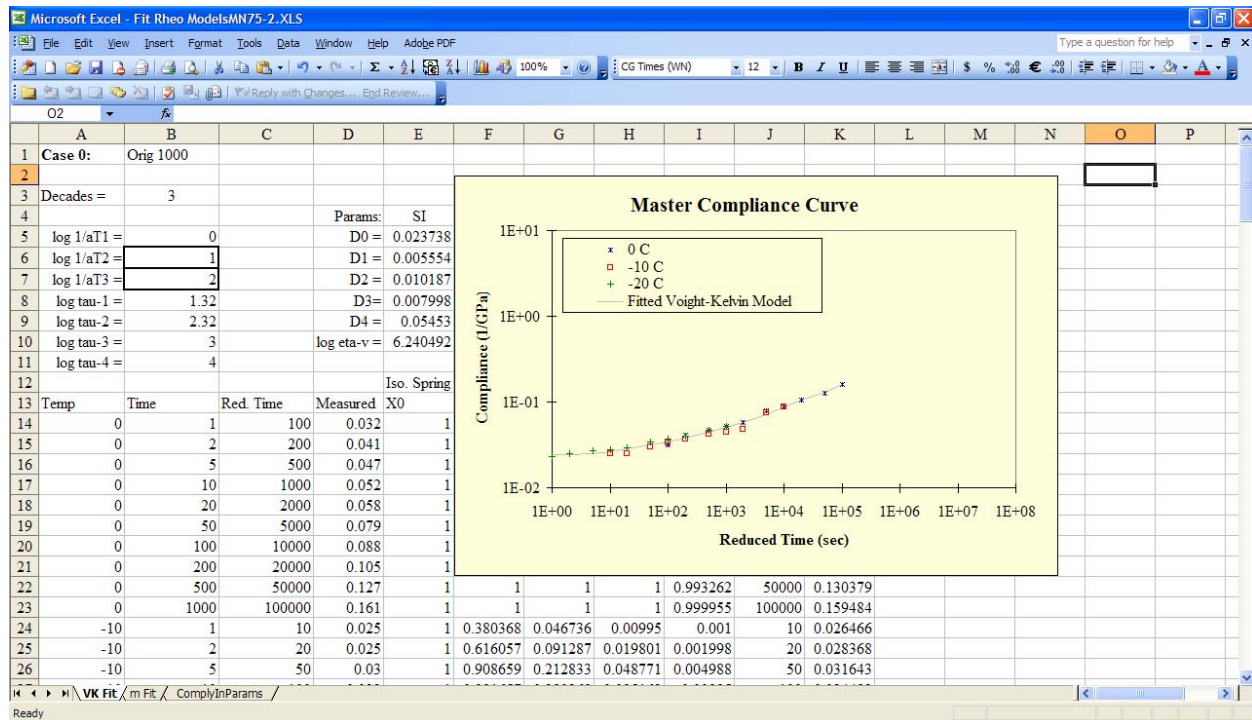 Microsoft Excel - Fit Rheo ModelsMN75-2.XLS
File Edit View Insert Format Tools Data Window Help Adobe PDF Type a question for help
100% CG Times (WN) 12 B I U $ % €
Reply with Changes... End Review...
O2 fx
A B C D E F G H I J K L M N O P
1 Case 0: Orig 1000
2
3 Decades = 3
4 Params: SI
5 log 1/aT1 = 0 D0 = 0.023738
6 log 1/aT2 = 1 D1 = 0.005554
7 log 1/aT3 = 2 D2 = 0.010187
8 log tau-1 = 1.32 D3= 0.007998
9 log tau-2 = 2.32 D4 = 0.05453
10 log tau-3 = 3 log eta-v = 6.240492
11 log tau-4 = 4
12 Iso. Spring
13 Temp Time Red. Time Measured X0
14 0 1 100 0.032 1
15 0 2 200 0.041 1
16 0 5 500 0.047 1
17 0 10 1000 0.052 1
18 0 20 2000 0.058 1
19 0 50 5000 0.079 1
20 0 100 10000 0.088 1
21 0 200 20000 0.105 1
22 0 500 50000 0.127 1 1 1 1 0.993262 50000 0.130379
23 0 1000 100000 0.161 1 1 1 1 0.999955 100000 0.159484
24 -10 1 10 0.025 1 0.380368 0.046736 0.00995 0.001 10 0.026466
25 -10 2 20 0.025 1 0.616057 0.091287 0.019801 0.001998 20 0.028368
26 -10 5 50 0.03 1 0.908659 0.212833 0.048771 0.004988 50 0.031643
Master Compliance Curve
Compliance (1/GPa)
1E+01
1E+00
1E-01
1E-02
0 C
-10 C
-20 C
Fitted Voight-Kelvin Model
1E+00 1E+01 1E+02 1E+03 1E+04 1E+05 1E+06 1E+07 1E+08
Reduced Time (sec)
VK Fit m Fit ComplyInParams
Ready